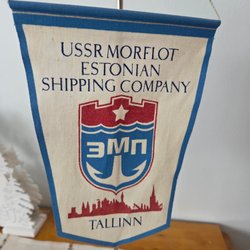 USSR MORFLOT
ESTONIAN
SHIPPING COMPANY
ЭМП
TALLINN